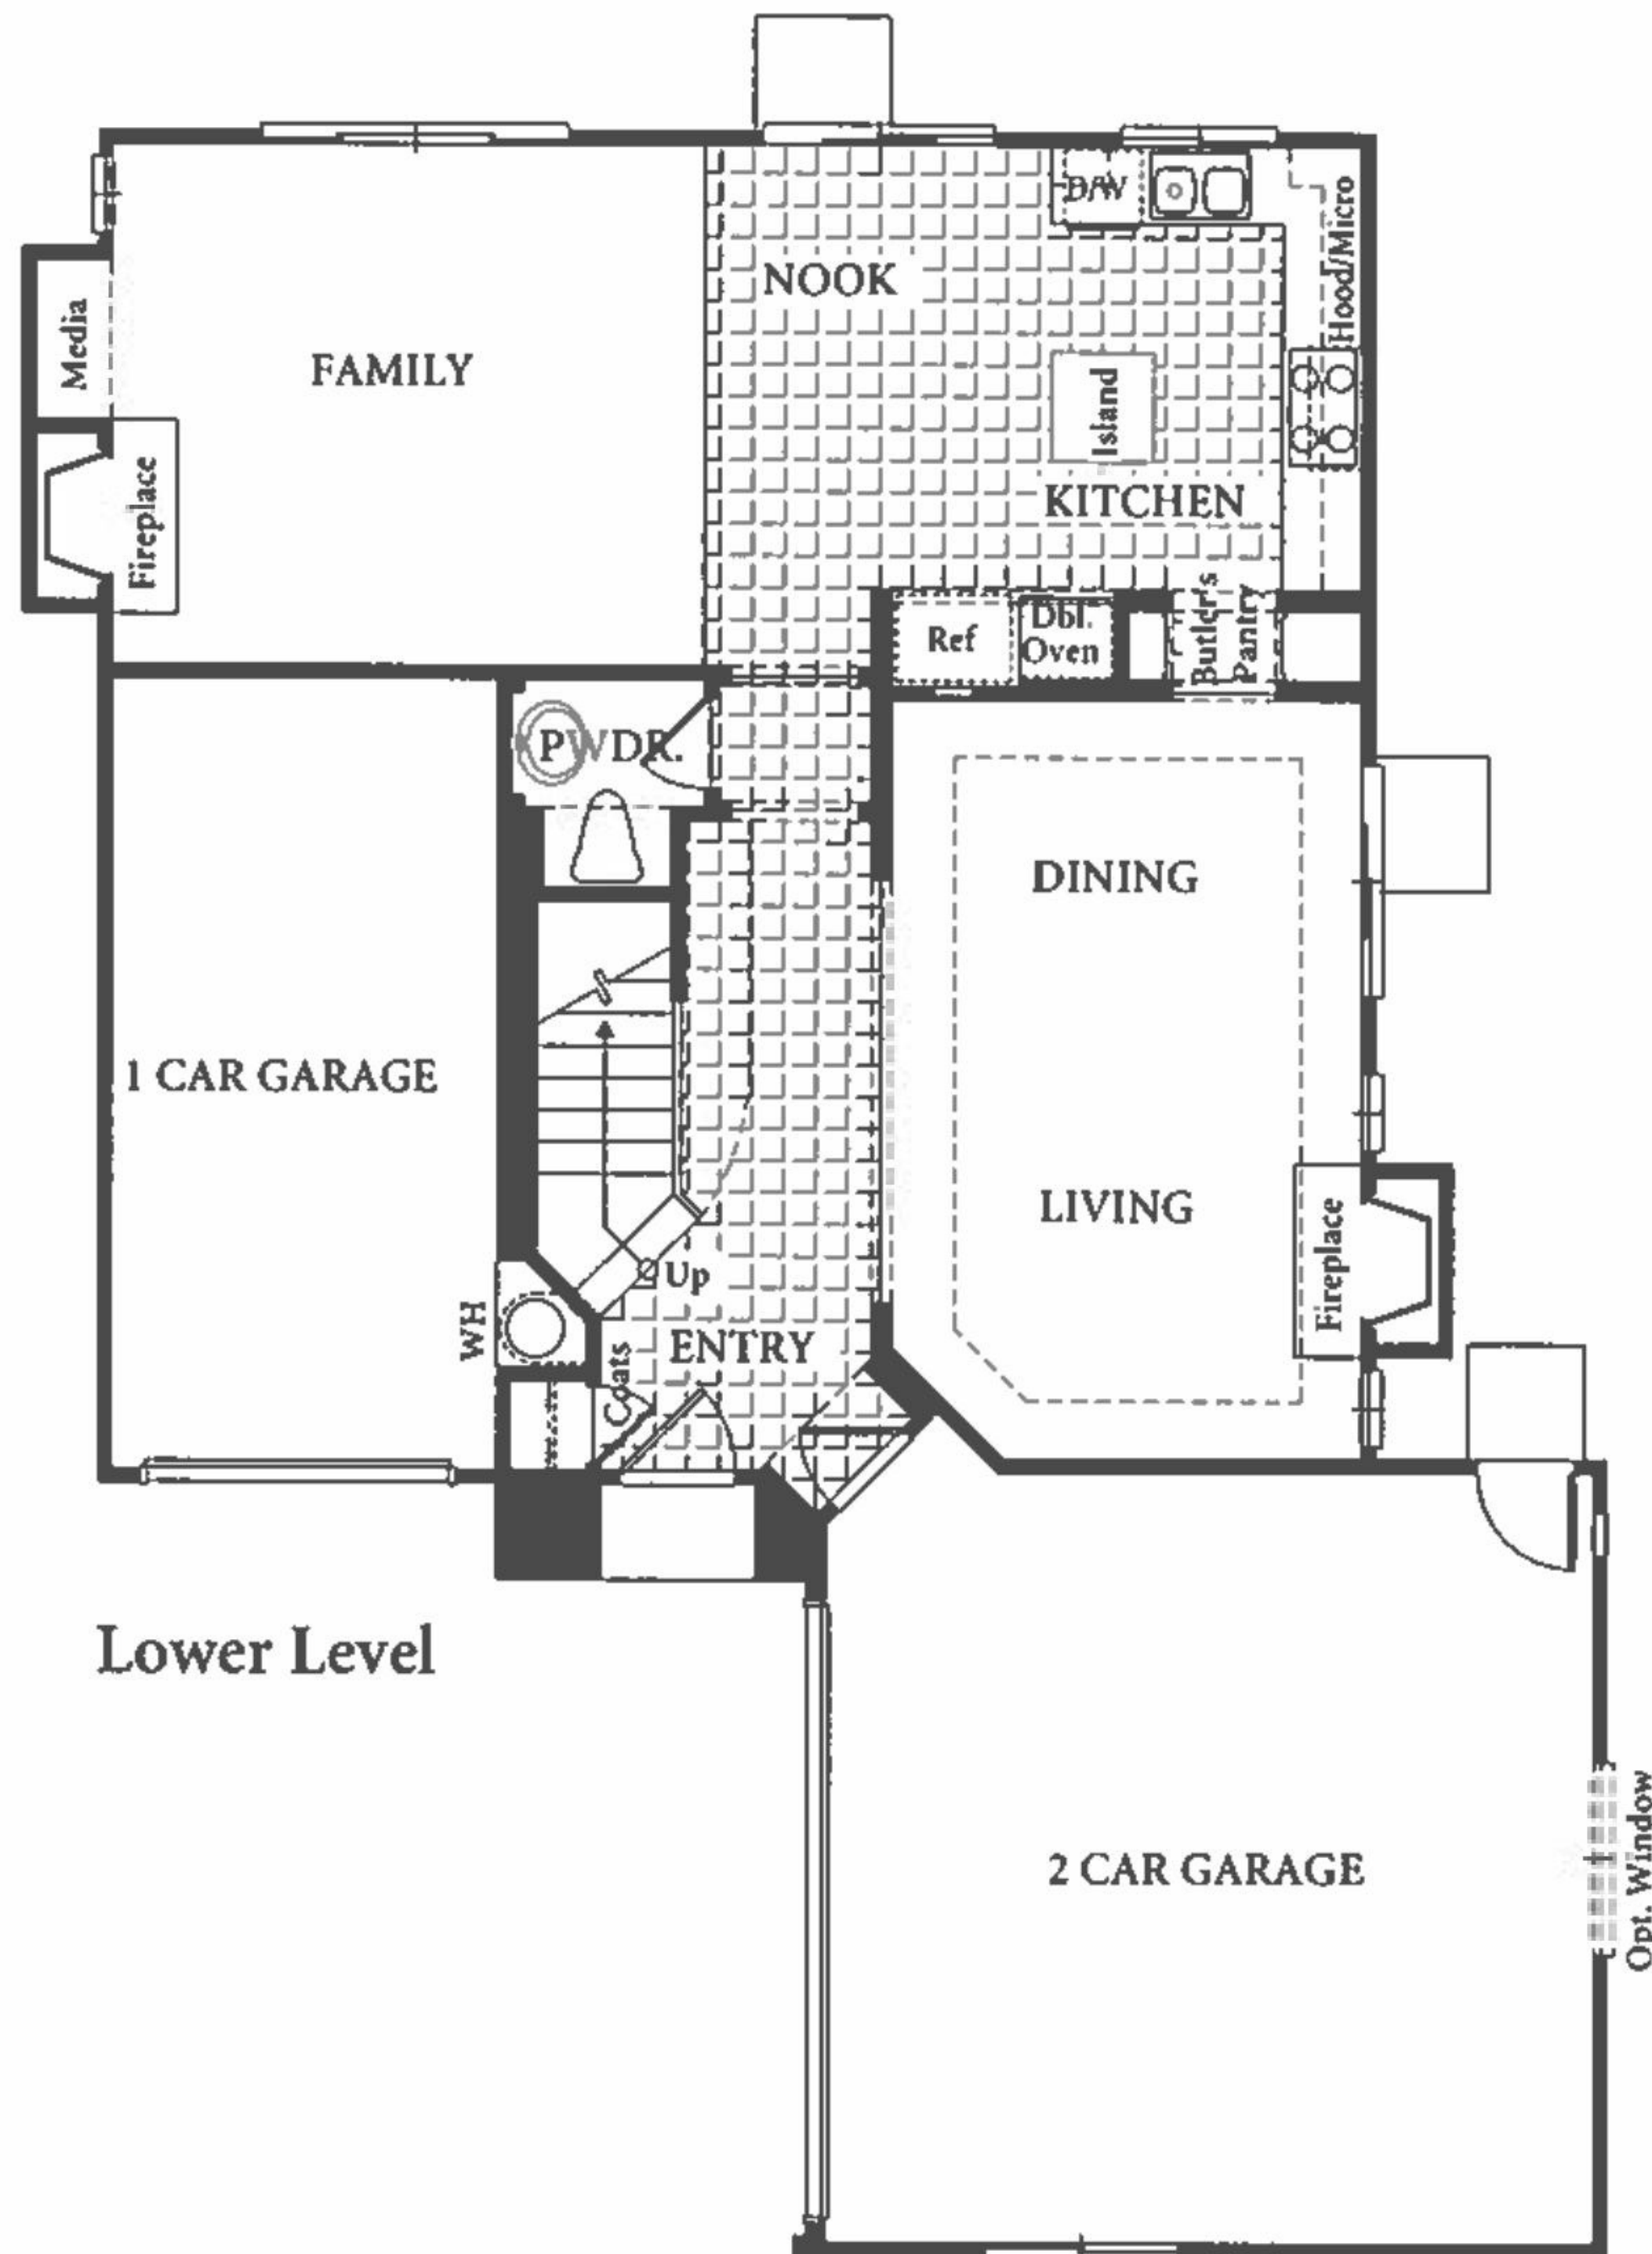 D/W
Hood/Micro
NOOK
Media
FAMILY
Island
Fireplace
KITCHEN
Ref
Dbl.
Oven
Butler's
Pantry
PWDR.
DINING
1 CAR GARAGE
LIVING
Fireplace
Up
WH
ENTRY
Coats
Lower Level
2 CAR GARAGE
Opt. Window